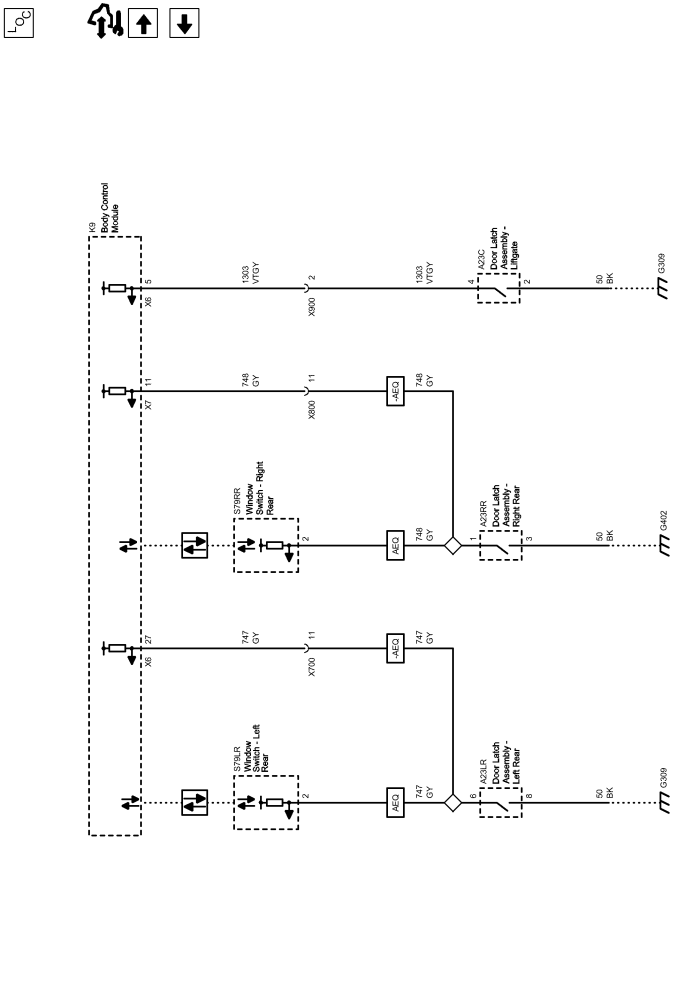 LOC
K9
Body Control
Module
5
X6
1303
VTGY
2
X900
1303
VTGY
4
A23C
Door Latch
Assembly -
Liftgate
2
50
BK
G309
11
X7
748
GY
11
X800
-AEQ
748
GY
S79RR
Window
Switch - Right
Rear
2
AEQ
748
GY
1
A23RR
Door Latch
Assembly -
Right Rear
3
50
BK
G402
27
X6
747
GY
11
X700
-AEQ
747
GY
S79LR
Window
Switch - Left
Rear
2
AEQ
747
GY
6
A23LR
Door Latch
Assembly -
Left Rear
8
50
BK
G309